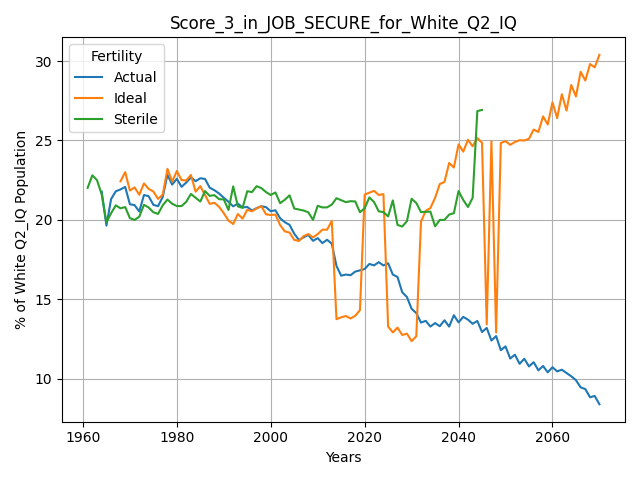 Score_3_in_JOB_SECURE_for_White_Q2_IQ
Fertility
Actual
Ideal
Sterile
% of White Q2_IQ Population
30
25
20
15
10
1960
1980
2000
2020
2040
2060
Years